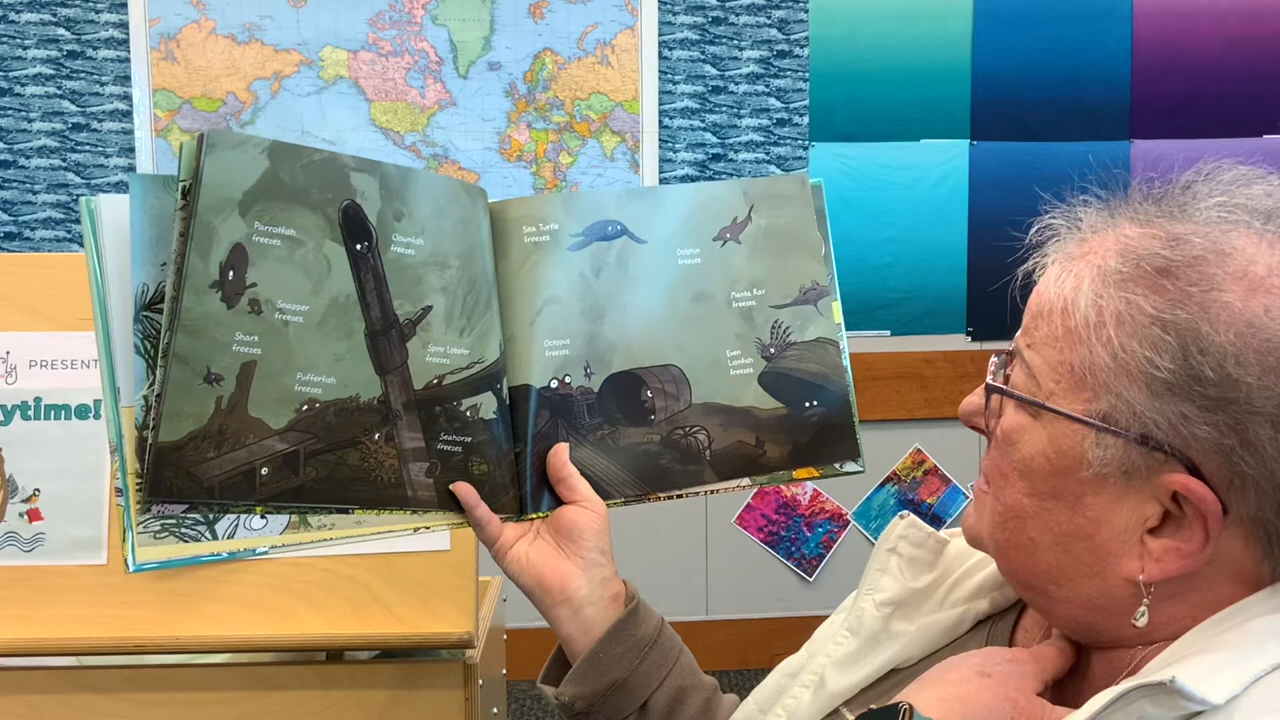 Parrotfish
freezes.
Clownfish
freezes.
Snapper
freezes.
Shark
freezes.
Spiny Lobster
freezes.
Pufferfish
freezes.
Seahorse
freezes.
Sea Turtle
freezes.
Dolphin
freezes.
Manta Ray
freezes.
Octopus
freezes.
Even
Lionfish
freezes.
rly PRESENT
ytime!